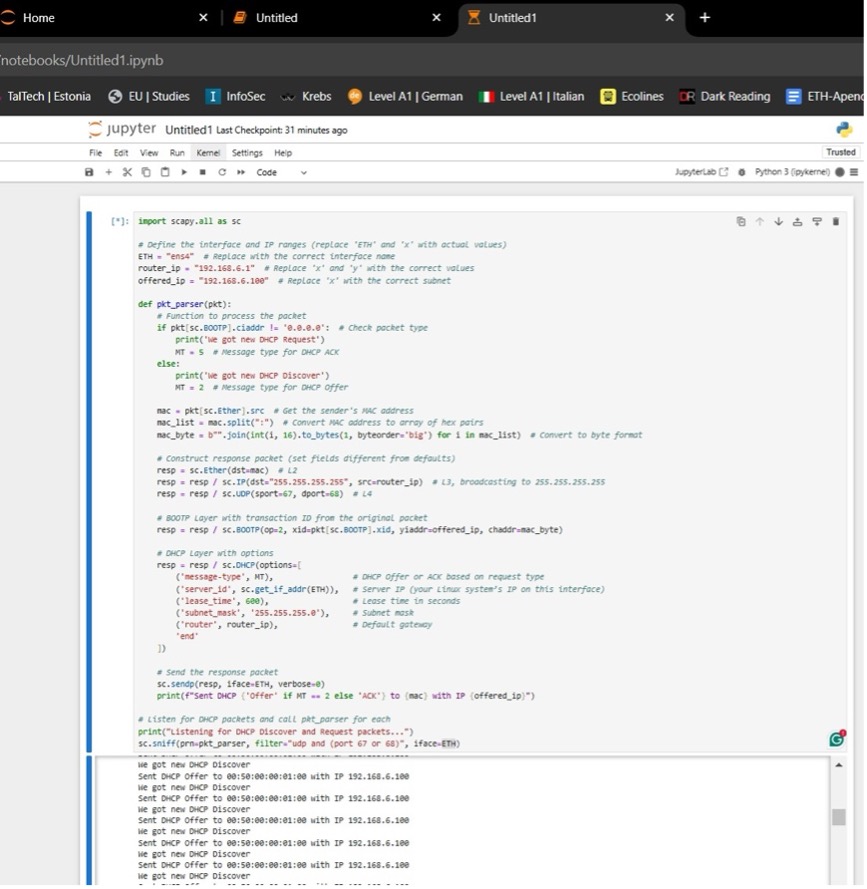 Home
Untitled
Untitled1
/notebooks/Untitled1.ipynb
TalTech | Estonia
EU | Studies
InfoSec
Krebs
Level A1 | German
Level A1 | Italian
Ecolines
Dark Reading
ETH-Apend
jupyter Untitled1 Last Checkpoint: 31 minutes ago
File Edit View Run Kernel Settings Help
Trusted
Code
JupyterLab
Python 3 (ipykernel)
[*]: import scapy.all as sc
# Define the interface and IP ranges (replace 'ETH' and 'x' with actual values)
ETH = "ens4" # Replace with the correct interface name
router_ip = "192.168.6.1" # Replace 'x' and 'y' with the correct values
offered_ip = "192.168.6.100" # Replace 'x' with the correct subnet
def pkt_parser(pkt):
# Function to process the packet
if pkt[sc.BOOTP].ciaddr != '0.0.0.0': # Check packet type
print('We got new DHCP Request')
MT = 5 # Message type for DHCP ACK
else:
print('We got new DHCP Discover')
MT = 2 # Message type for DHCP Offer
mac = pkt[sc.Ether].src # Get the sender's MAC address
mac_list = mac.split(":") # Convert MAC address to array of hex pairs
mac_byte = b"".join(int(i, 16).to_bytes(1, byteorder='big') for i in mac_list) # Convert to byte format
# Construct response packet (set fields different from defaults)
resp = sc.Ether(dst=mac) # L2
resp = resp / sc.IP(dst="255.255.255.255", src=router_ip) # L3, broadcasting to 255.255.255.255
resp = resp / sc.UDP(sport=67, dport=68) # L4
# BOOTP Layer with transaction ID from the original packet
resp = resp / sc.BOOTP(op=2, xid=pkt[sc.BOOTP].xid, yiaddr=offered_ip, chaddr=mac_byte)
# DHCP Layer with options
resp = resp / sc.DHCP(options=[
('message-type', MT), # DHCP Offer or ACK based on request type
('server_id', sc.get_if_addr(ETH)), # Server IP (your Linux system's IP on this interface)
('lease_time', 600), # Lease time in seconds
('subnet_mask', '255.255.255.0'), # Subnet mask
('router', router_ip), # Default gateway
'end'
])
# Send the response packet
sc.sendp(resp, iface=ETH, verbose=0)
print(f"Sent DHCP {'Offer' if MT == 2 else 'ACK'} to {mac} with IP {offered_ip}")
# Listen for DHCP packets and call pkt_parser for each
print("Listening for DHCP Discover and Request packets...")
sc.sniff(prn=pkt_parser, filter="udp and (port 67 or 68)", iface=ETH)
We got new DHCP Discover
Sent DHCP Offer to 00:50:00:00:01:00 with IP 192.168.6.100
We got new DHCP Discover
Sent DHCP Offer to 00:50:00:00:01:00 with IP 192.168.6.100
We got new DHCP Discover
Sent DHCP Offer to 00:50:00:00:01:00 with IP 192.168.6.100
We got new DHCP Discover
Sent DHCP Offer to 00:50:00:00:01:00 with IP 192.168.6.100
We got new DHCP Discover
Sent DHCP Offer to 00:50:00:00:01:00 with IP 192.168.6.100
We got new DHCP Discover